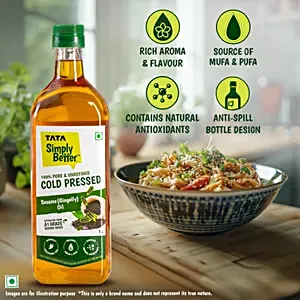 TATA
Simply
Better
100% PURE & UNREFINED
COLD PRESSED
Sesame (Gingelly)
Oil
A1 GRADE
RICH AROMA
& FLAVOUR
SOURCE OF
MUFA & PUFA
CONTAINS NATURAL
ANTIOXIDANTS
ANTI-SPILL
BOTTLE DESIGN
Images are for illustration purpose *This is only a brand name and does not represent its true nature.